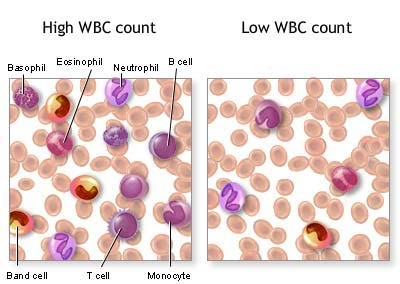 High WBC count
Low WBC count
Basophil
Eosinophil
Neutrophil
B cell
Band cell
T cell
Monocyte